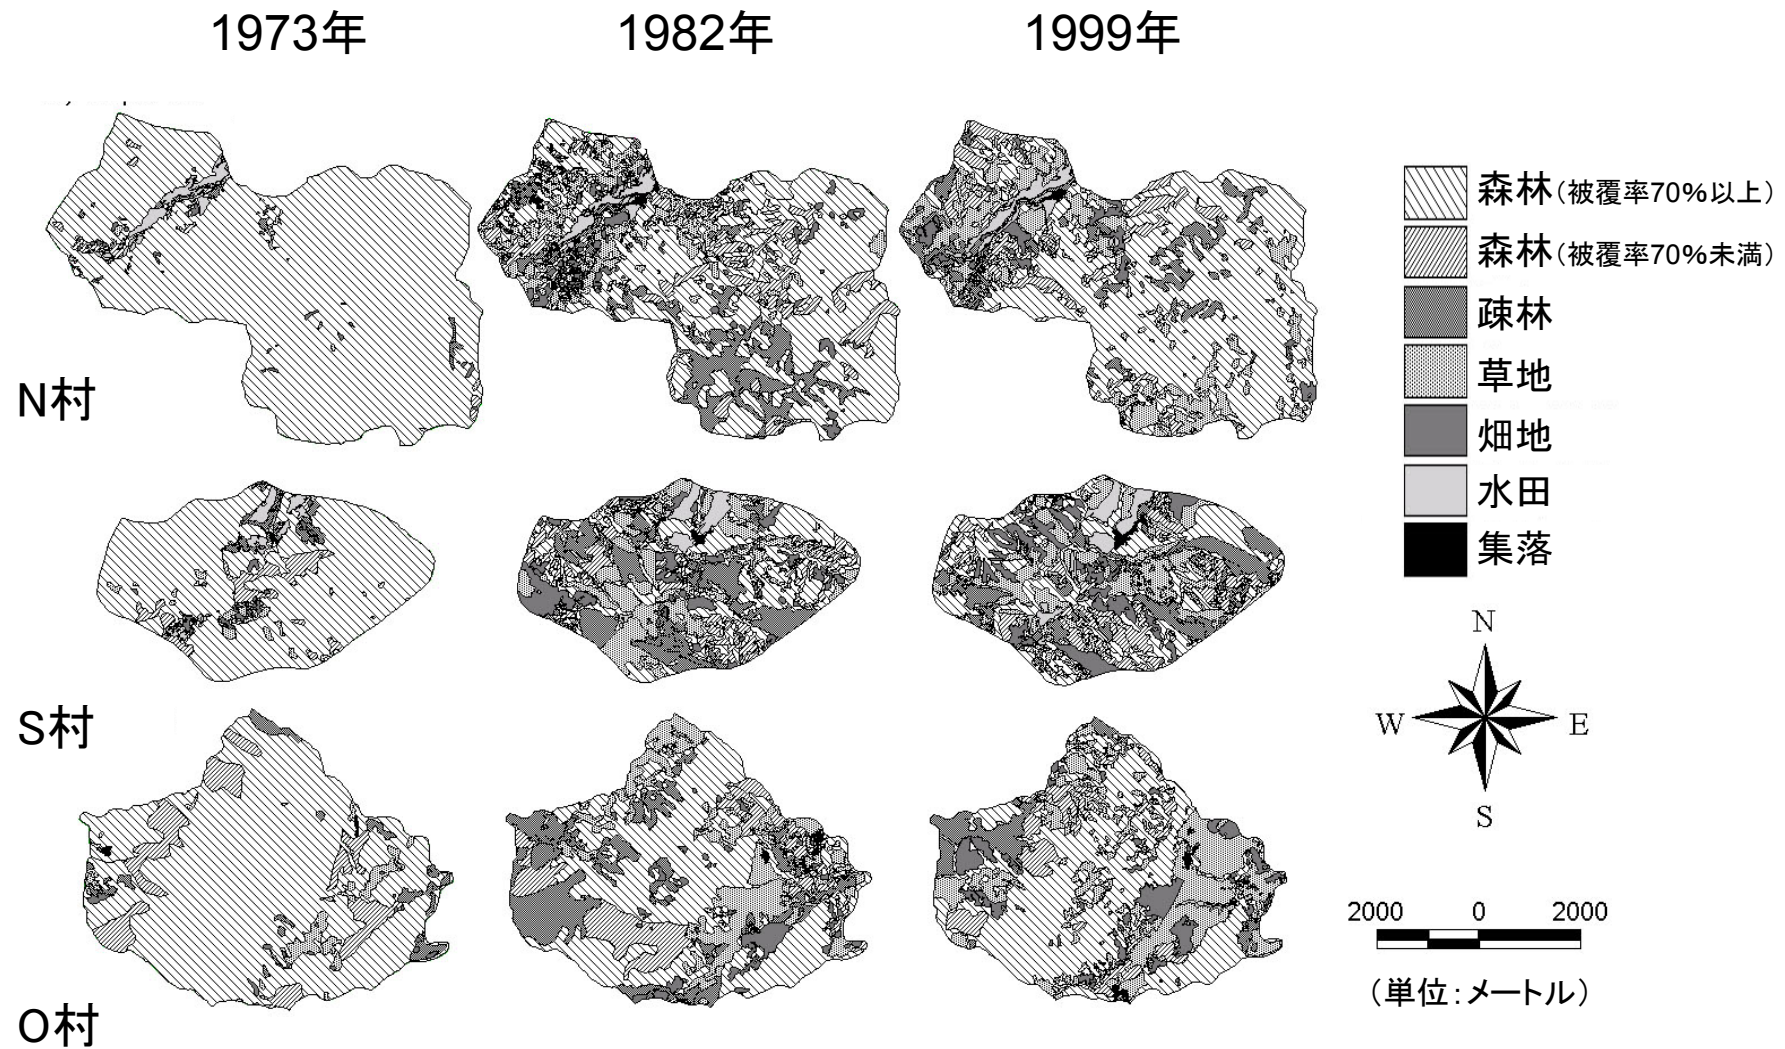 1973年 1982年 1999年
N村
S村
O村
森林(被覆率70%以上)
森林(被覆率70%未満)
疎林
草地
畑地
水田
集落
N
W E
S
2000 0 2000
(単位:メートル)